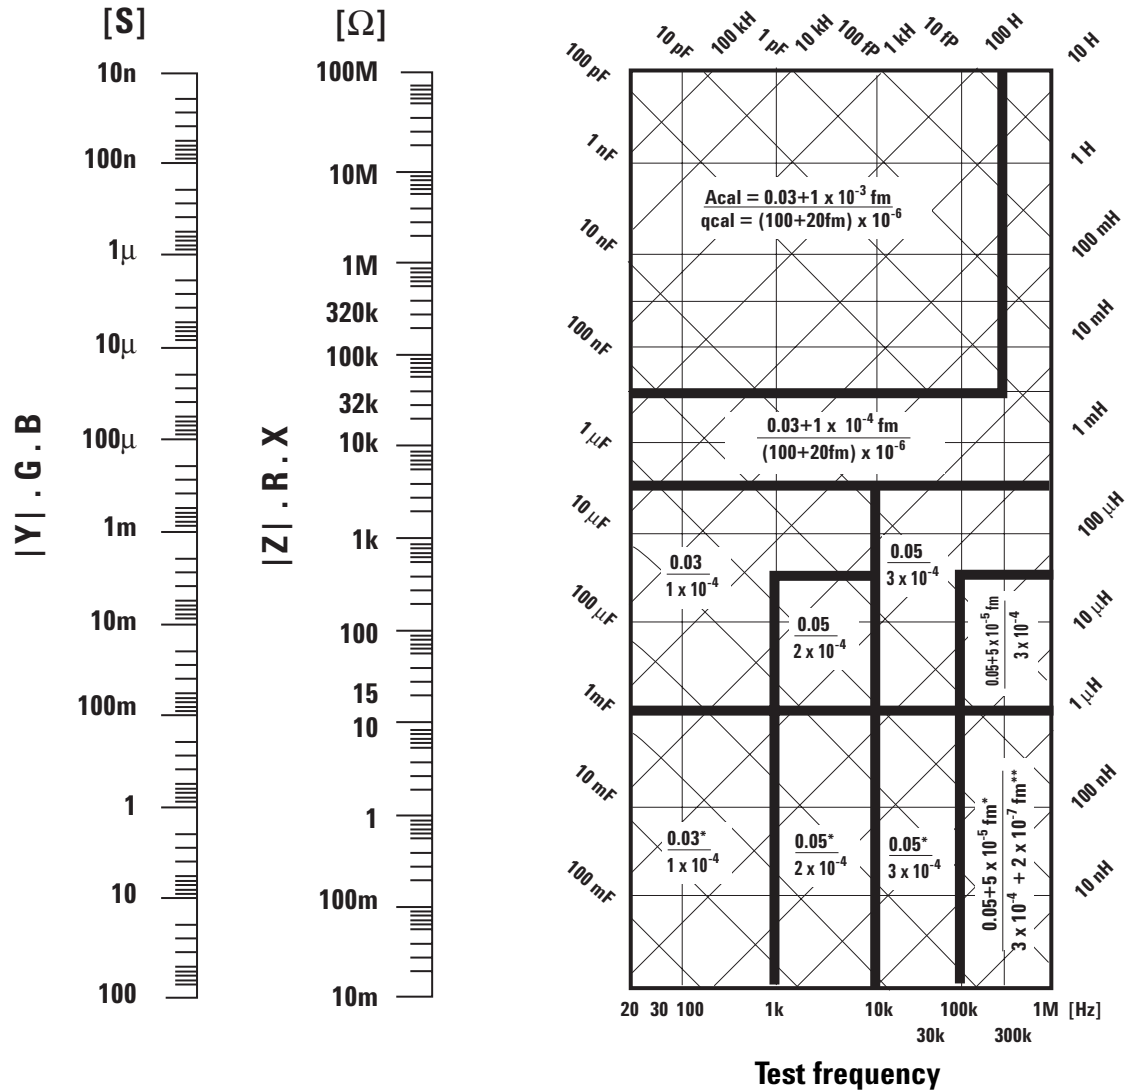 [S]
[Ω]
10n
100n
1μ
10μ
100μ
1m
10m
100m
1
10
100
|Y| . G . B
100M
10M
1M
320k
100k
32k
10k
1k
100
15
10
1
100m
10m
|Z| . R . X
10 pF
100 kH
1 pF
10 kH
100 fP
1 kH
10 fP
100 H
10 H
100 pF
1 nF
10 nF
100 nF
1 μF
10 μF
100 μF
1mF
10 mF
100 mF
1 H
100 mH
10 mH
1 mH
100 μH
10 μH
1 μH
100 nH
10 nH
Acal = 0.03+1 x 10-3 fm
qcal = (100+20fm) x 10-6
0.03+1 x 10-4 fm
(100+20fm) x 10-6
0.03
1 x 10-4
0.05
2 x 10-4
0.05
3 x 10-4
0.05+5 x 10-5 fm
3 x 10-4
0.03*
1 x 10-4
0.05*
2 x 10-4
0.05*
3 x 10-4
0.05+5 x 10-5 fm*
3 x 10-4 + 2 x 10-7 fm**
20 30 100 1k 10k 100k 1M [Hz]
30k 300k
Test frequency